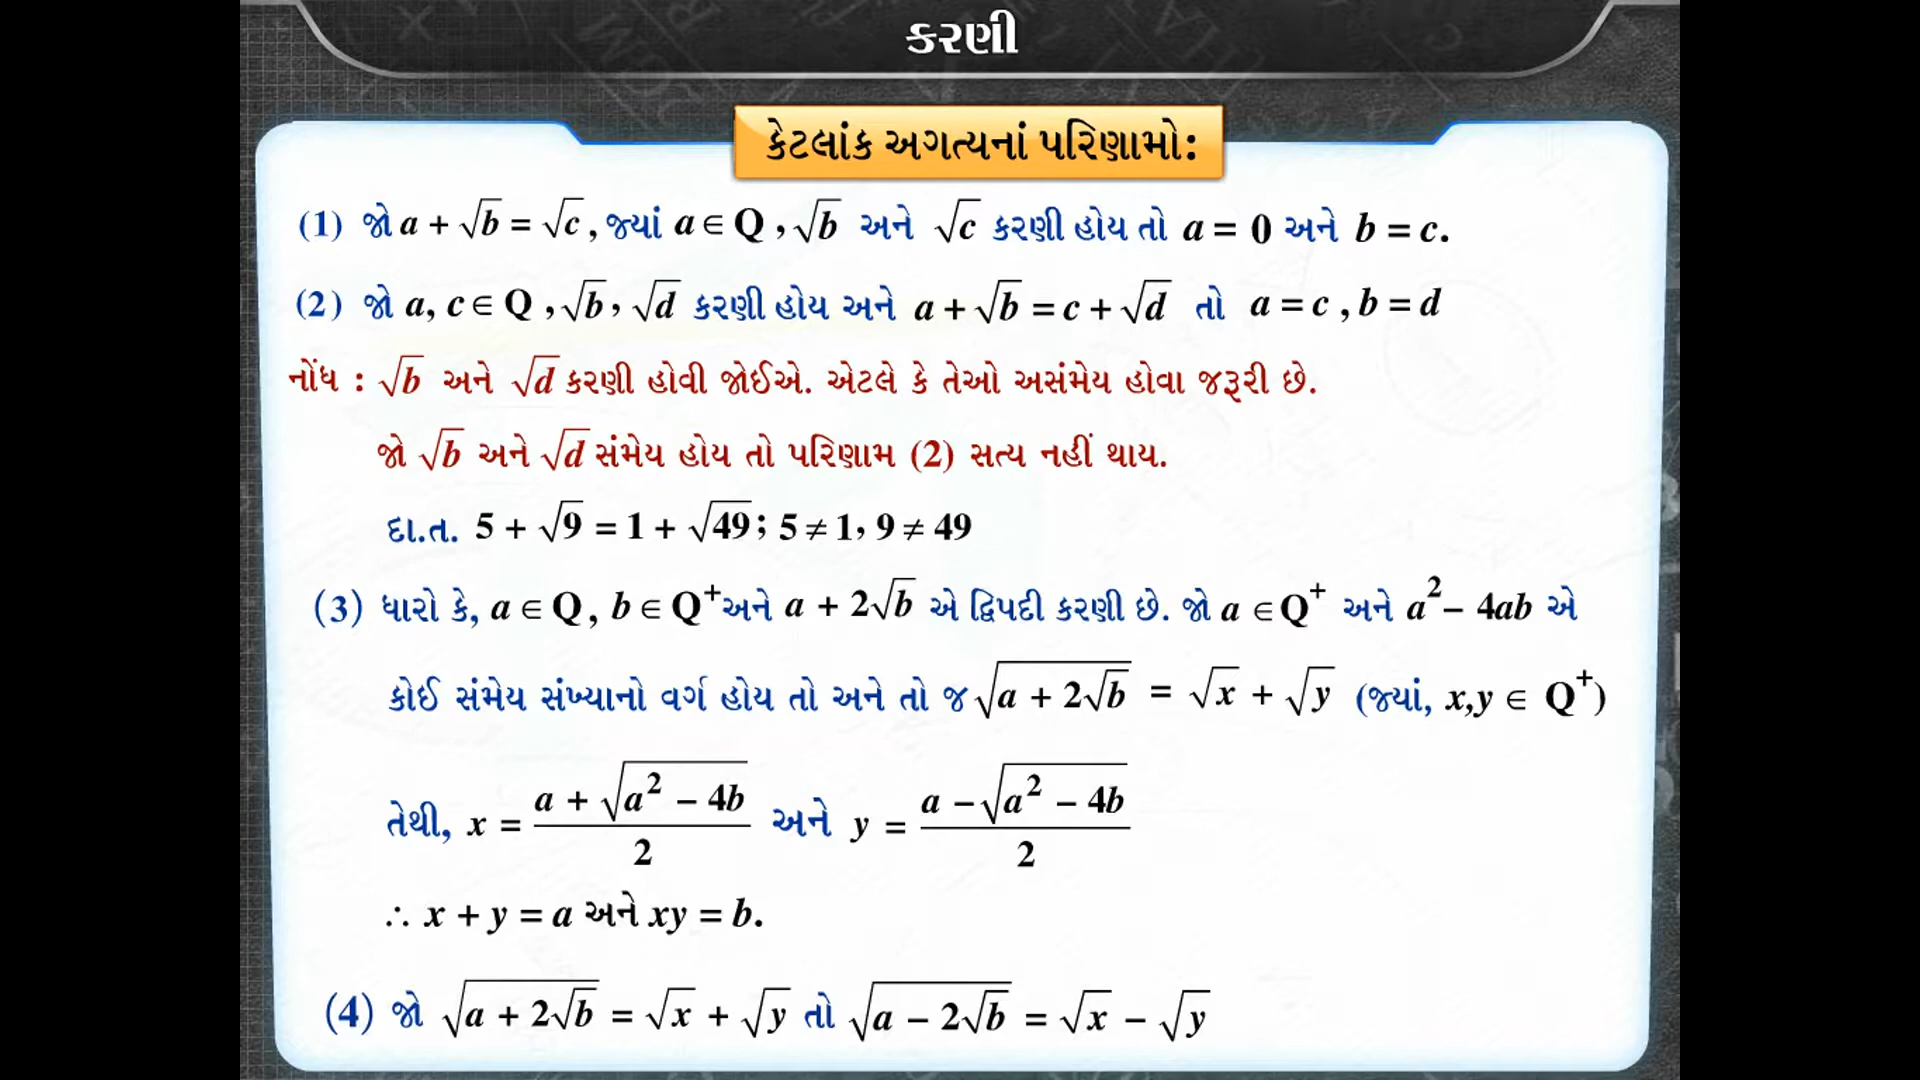 કરણી
કેટલાંક અગત્યનાં પરિણામો:
(1) જો a + √b = √c , જ્યાં a ∈ Q , √b અને √c કરણી હોય તો a = 0 અને b = c.
(2) જો a, c ∈ Q , √b , √d કરણી હોય અને a + √b = c + √d તો a = c , b = d
નોંધ : √b અને √d કરણી હોવી જોઈએ. એટલે કે તેઓ અસંમેય હોવા જરૂરી છે.
જો √b અને √d સંમેય હોય તો પરિણામ (2) સત્ય નહીં થાય.
દા.ત. 5 + √9 = 1 + √49 ; 5 ≠ 1, 9 ≠ 49
(3) ધારો કે, a ∈ Q , b ∈ Q⁺ અને a + 2√b એ દ્વિપદી કરણી છે. જો a ∈ Q⁺ અને a² – 4ab એ
કોઈ સંમેય સંખ્યાનો વર્ગ હોય તો અને તો જ √(a + 2√b) = √x + √y (જ્યાં, x,y ∈ Q⁺)
તેથી, x = (a + √(a² – 4b))/2 અને y = (a – √(a² – 4b))/2
∴ x + y = a અને xy = b.
(4) જો √(a + 2√b) = √x + √y તો √(a – 2√b) = √x – √y